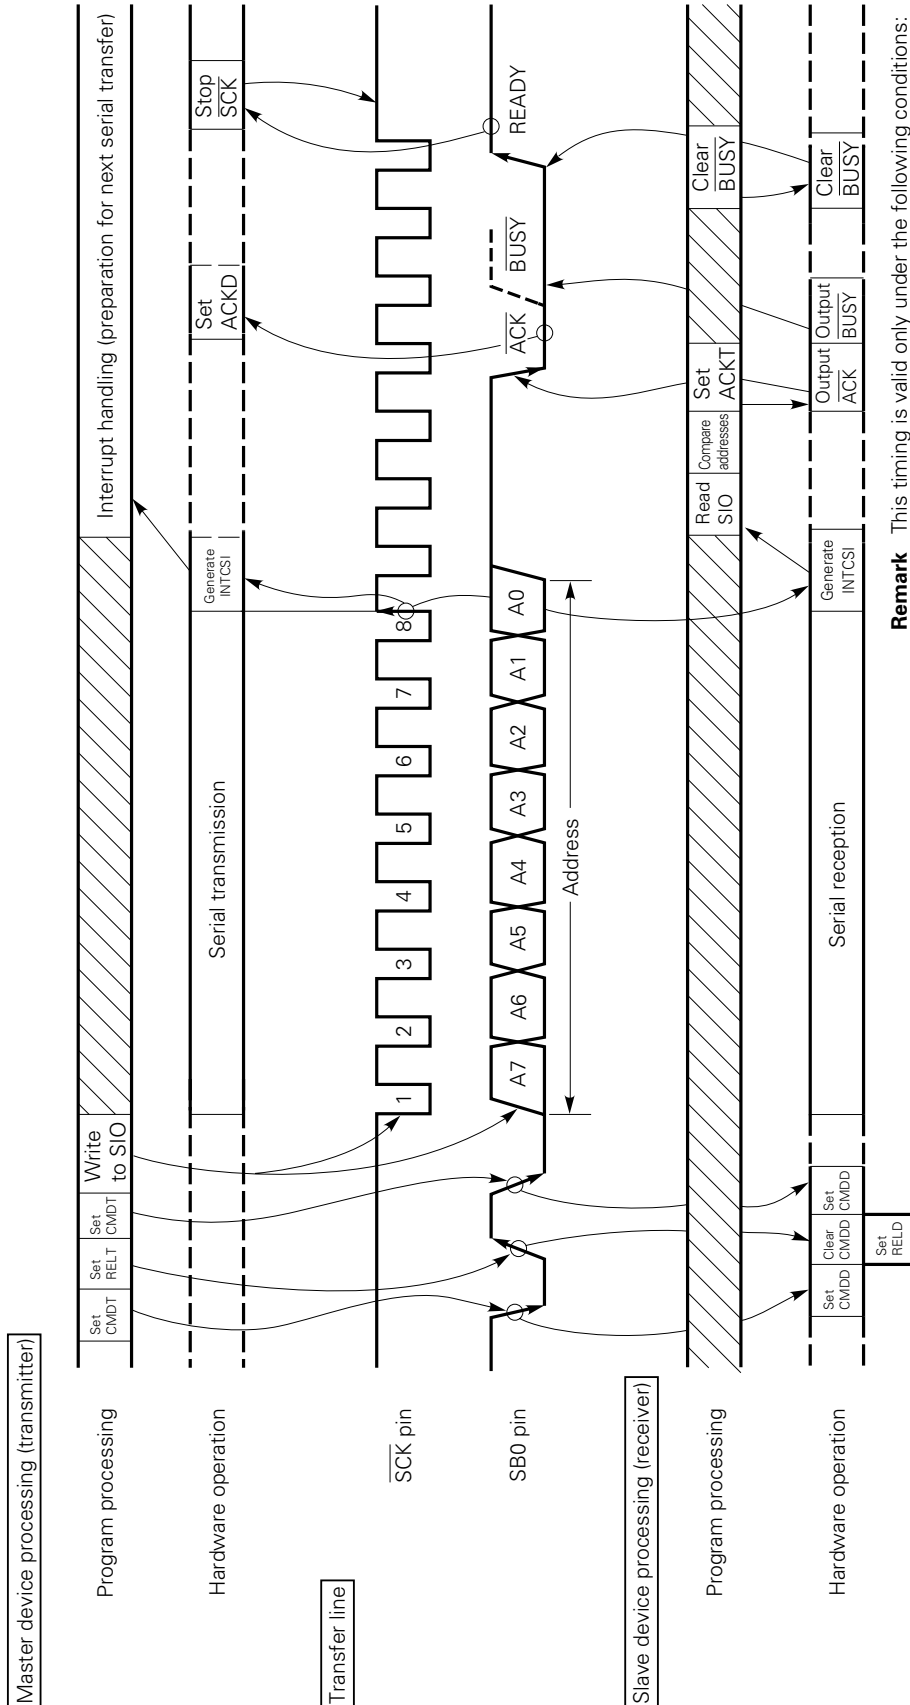 Master device processing (transmitter)
Program processing
Set
CMDT
Set
RELT
Set
CMDT
Write
to SIO
Interrupt handling (preparation for next serial transfer)
Hardware operation
Serial transmission
Generate
INTCSI
Set
ACKD
Stop
SCK
Transfer line
SCK pin
1 2 3 4 5 6 7 8
SB0 pin
A7 A6 A5 A4 A3 A2 A1 A0
ACK
BUSY
READY
Address
Slave device processing (receiver)
Program processing
Read
SIO
Compare
addresses
Set
ACKT
Clear
BUSY
Hardware operation
Set
CMDD
Clear
CMDD
Set
CMDD
Serial reception
Generate
INTCSI
Output
ACK
Output
BUSY
Clear
BUSY
Set
RELD
Remark This timing is valid only under the following conditions: